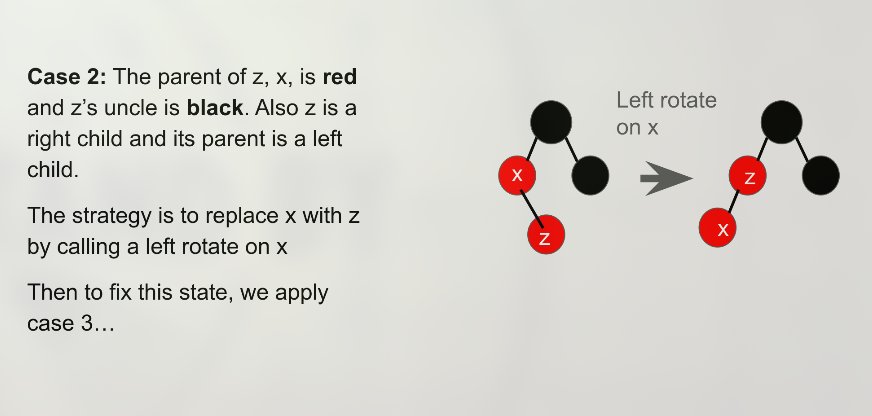 Case 2: The parent of z, x, is red
and z's uncle is black. Also z is a
right child and its parent is a left
child.
The strategy is to replace x with z
by calling a left rotate on x
Then to fix this state, we apply
case 3…
Left rotate
on x
x
z
z
x